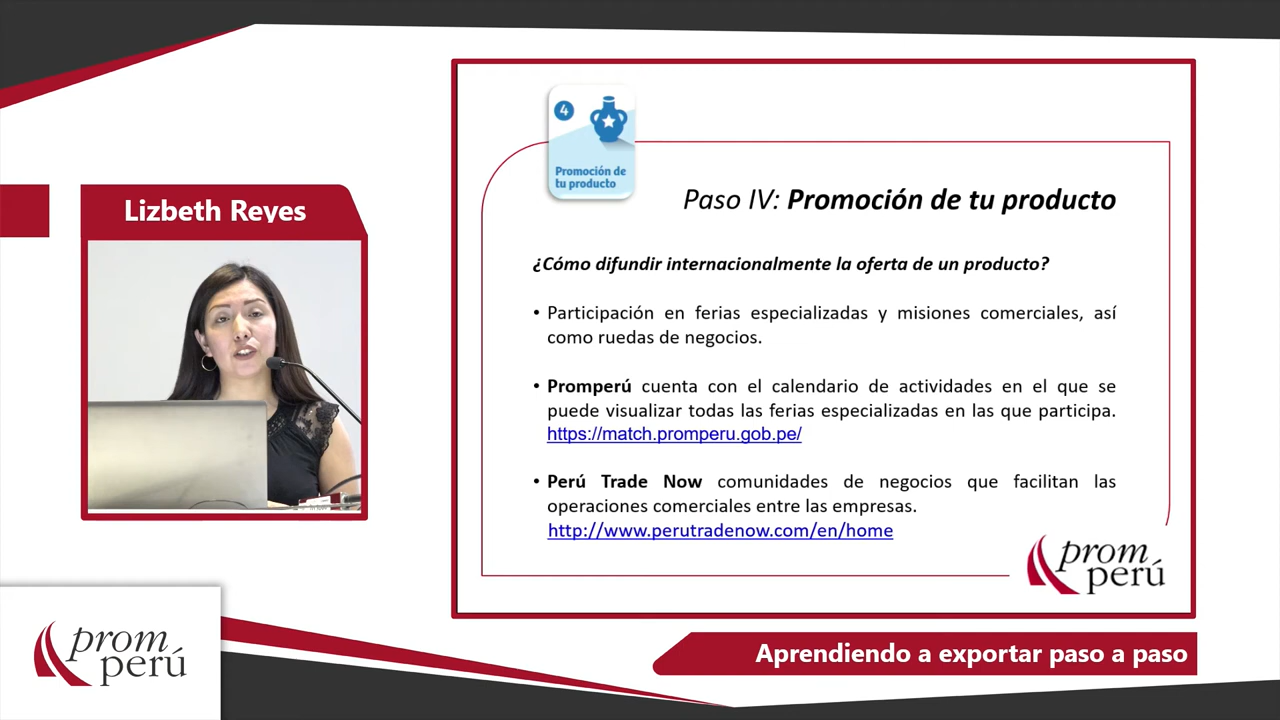 Lizbeth Reyes
4
Promoción de
tu producto
Paso IV: Promoción de tu producto
¿Cómo difundir internacionalmente la oferta de un producto?
• Participación en ferias especializadas y misiones comerciales, así
como ruedas de negocios.
• Promperú cuenta con el calendario de actividades en el que se
puede visualizar todas las ferias especializadas en las que participa.
https://match.promperu.gob.pe/
• Perú Trade Now comunidades de negocios que facilitan las
operaciones comerciales entre las empresas.
http://www.perutradenow.com/en/home
prom
perú
Aprendiendo a exportar paso a paso
prom
perú